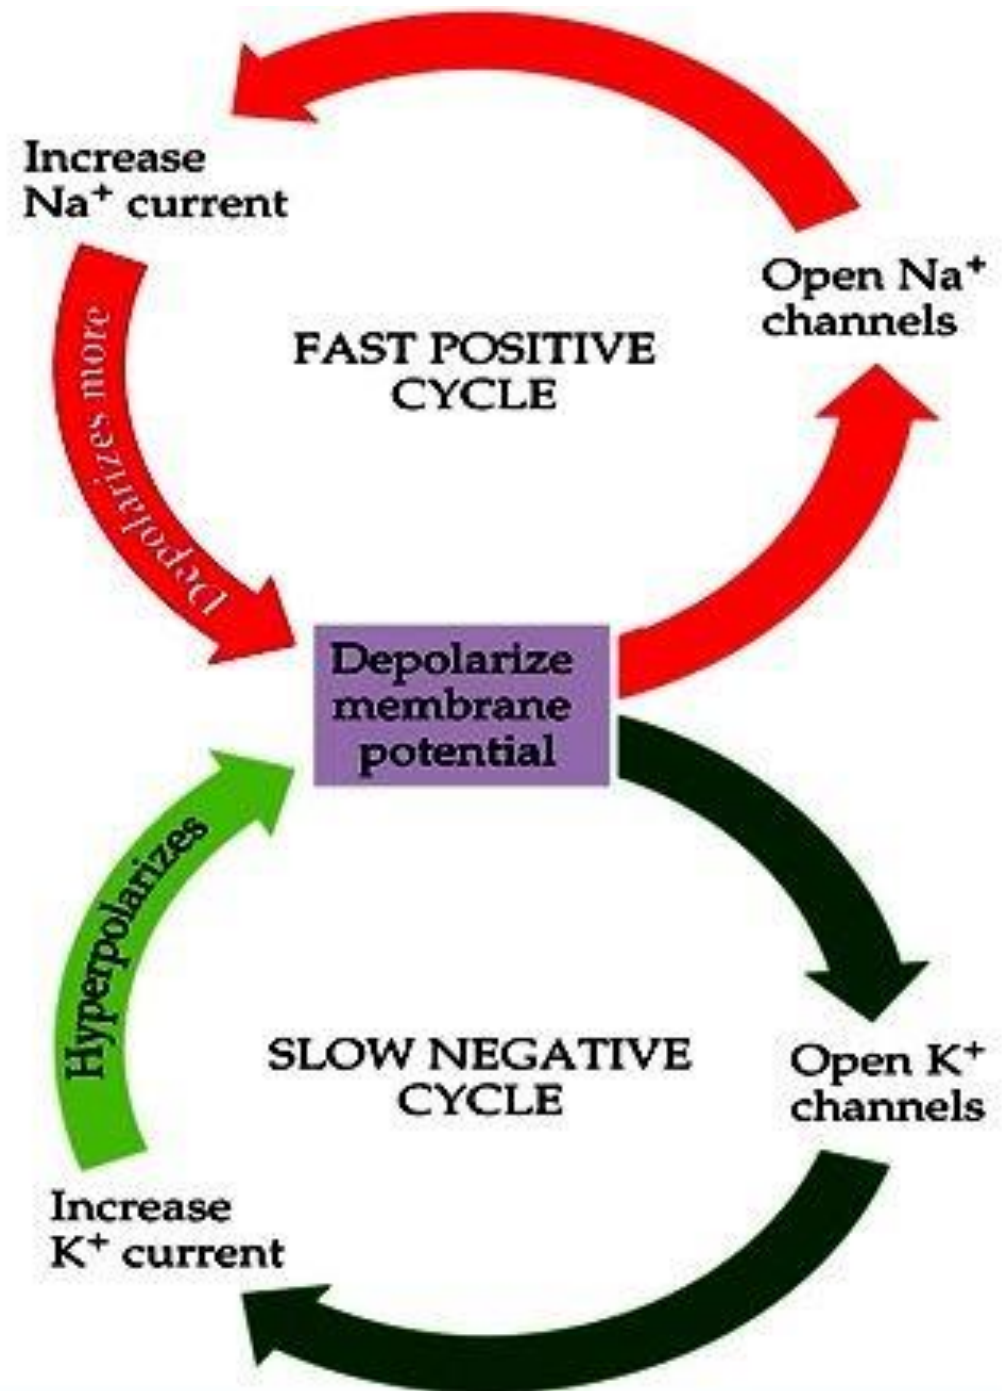 Increase
Na⁺ current
Open Na⁺
channels
FAST POSITIVE
CYCLE
Depolarizes more
Depolarize
membrane
potential
Hyperpolarizes
SLOW NEGATIVE
CYCLE
Open K⁺
channels
Increase
K⁺ current